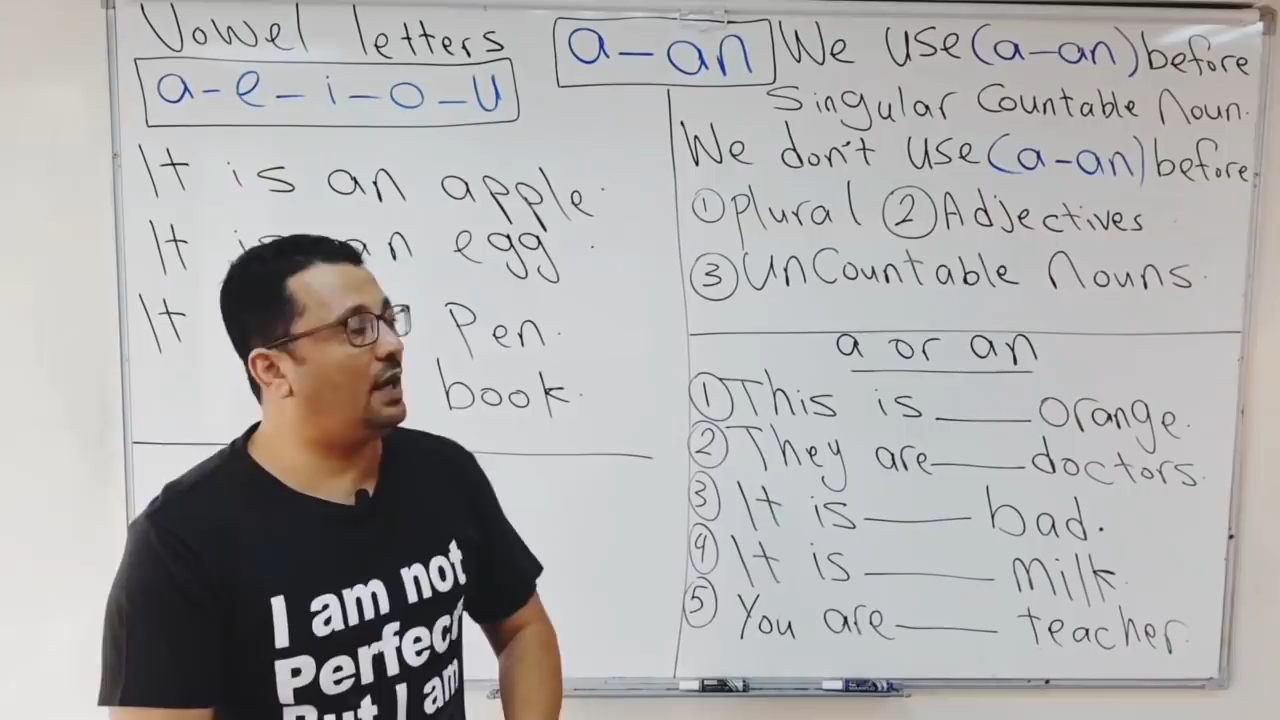 Vowel letters
a-e-i-o-u
It is an apple.
It is an egg.
It Pen.
book.
a-an
We use (a-an) before
Singular Countable Noun.
We don't use (a-an) before
① plural ② Adjectives
③ UnCountable Nouns.
a or an
① This is ____ orange.
② They are ____ doctors.
③ It is ____ bad.
④ It is ____ milk.
⑤ You are ____ teacher.
I am not
Perfect
But I am